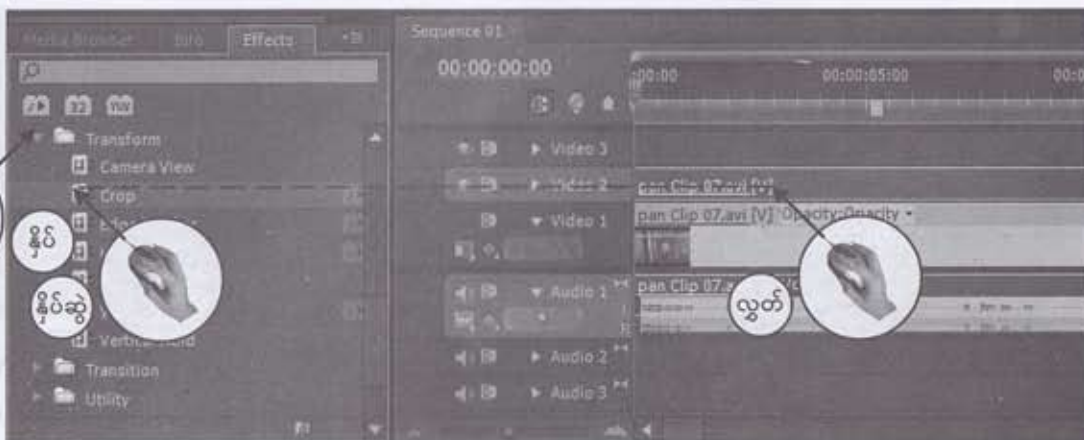 Media Browser Info Effects
Transform
Camera View
Crop
Vertical Hold
Transition
Utility
နှိပ်
နှိပ်ဆွဲ
Sequence 01
00:00:00:00
00:00 00:00:05:00 00:0
Video 3
Video 2 pan Clip 07.avi [V]
Video 1 pan Clip 07.avi [V] Opacity:Opacity
Audio 1 pan Clip 07.a
Audio 2
Audio 3
လွှတ်